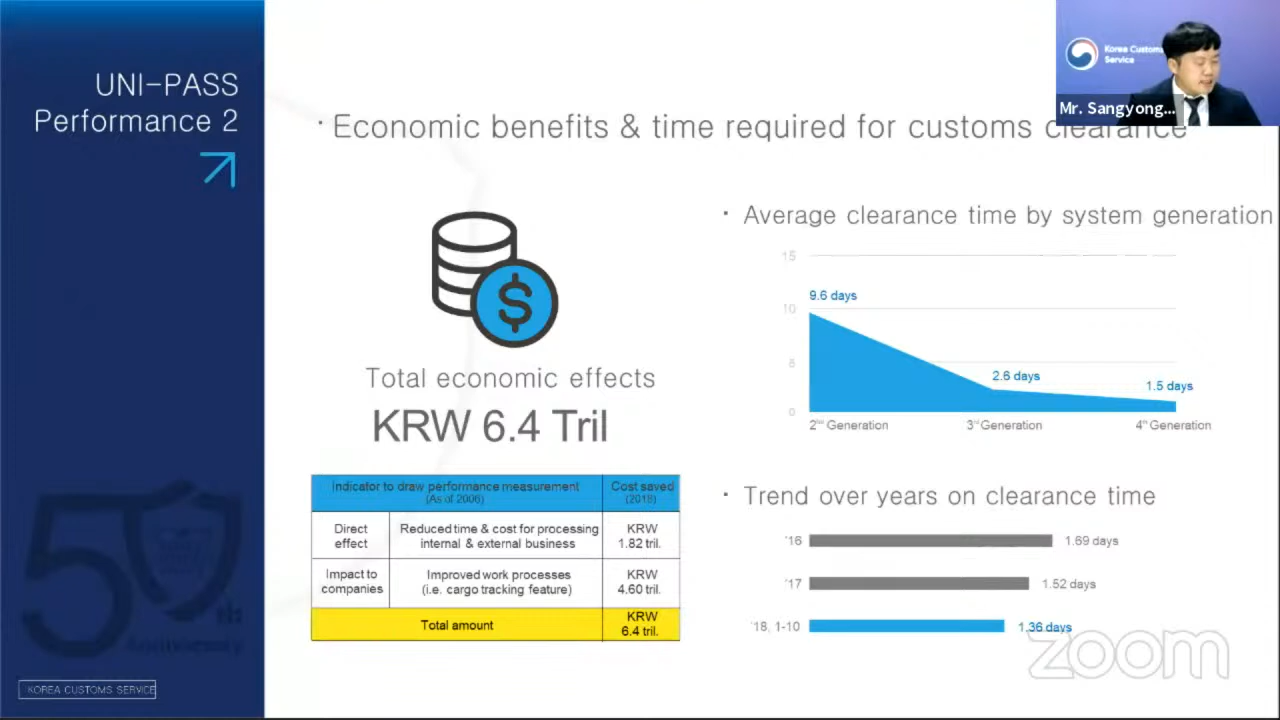 UNI-PASS
Performance 2
KOREA CUSTOMS SERVICE
Korea Customs
Service
Mr. Sangyong...
· Economic benefits & time required for customs clearance
Total economic effects
KRW 6.4 Tril
Indicator to draw performance measurement
(As of 2006)
Cost saved
(2018)
Direct
effect
Reduced time & cost for processing
internal & external business
KRW
1.82 tril.
Impact to
companies
Improved work processes
(i.e. cargo tracking feature)
KRW
4.60 tril.
Total amount
KRW
6.4 tril.
· Average clearance time by system generation
15
10
5
0
9.6 days
2.6 days
1.5 days
2nd Generation
3rd Generation
4th Generation
· Trend over years on clearance time
'16
1.69 days
'17
1.52 days
'18, 1-10
1.36 days
zoom
50th
Anniversary